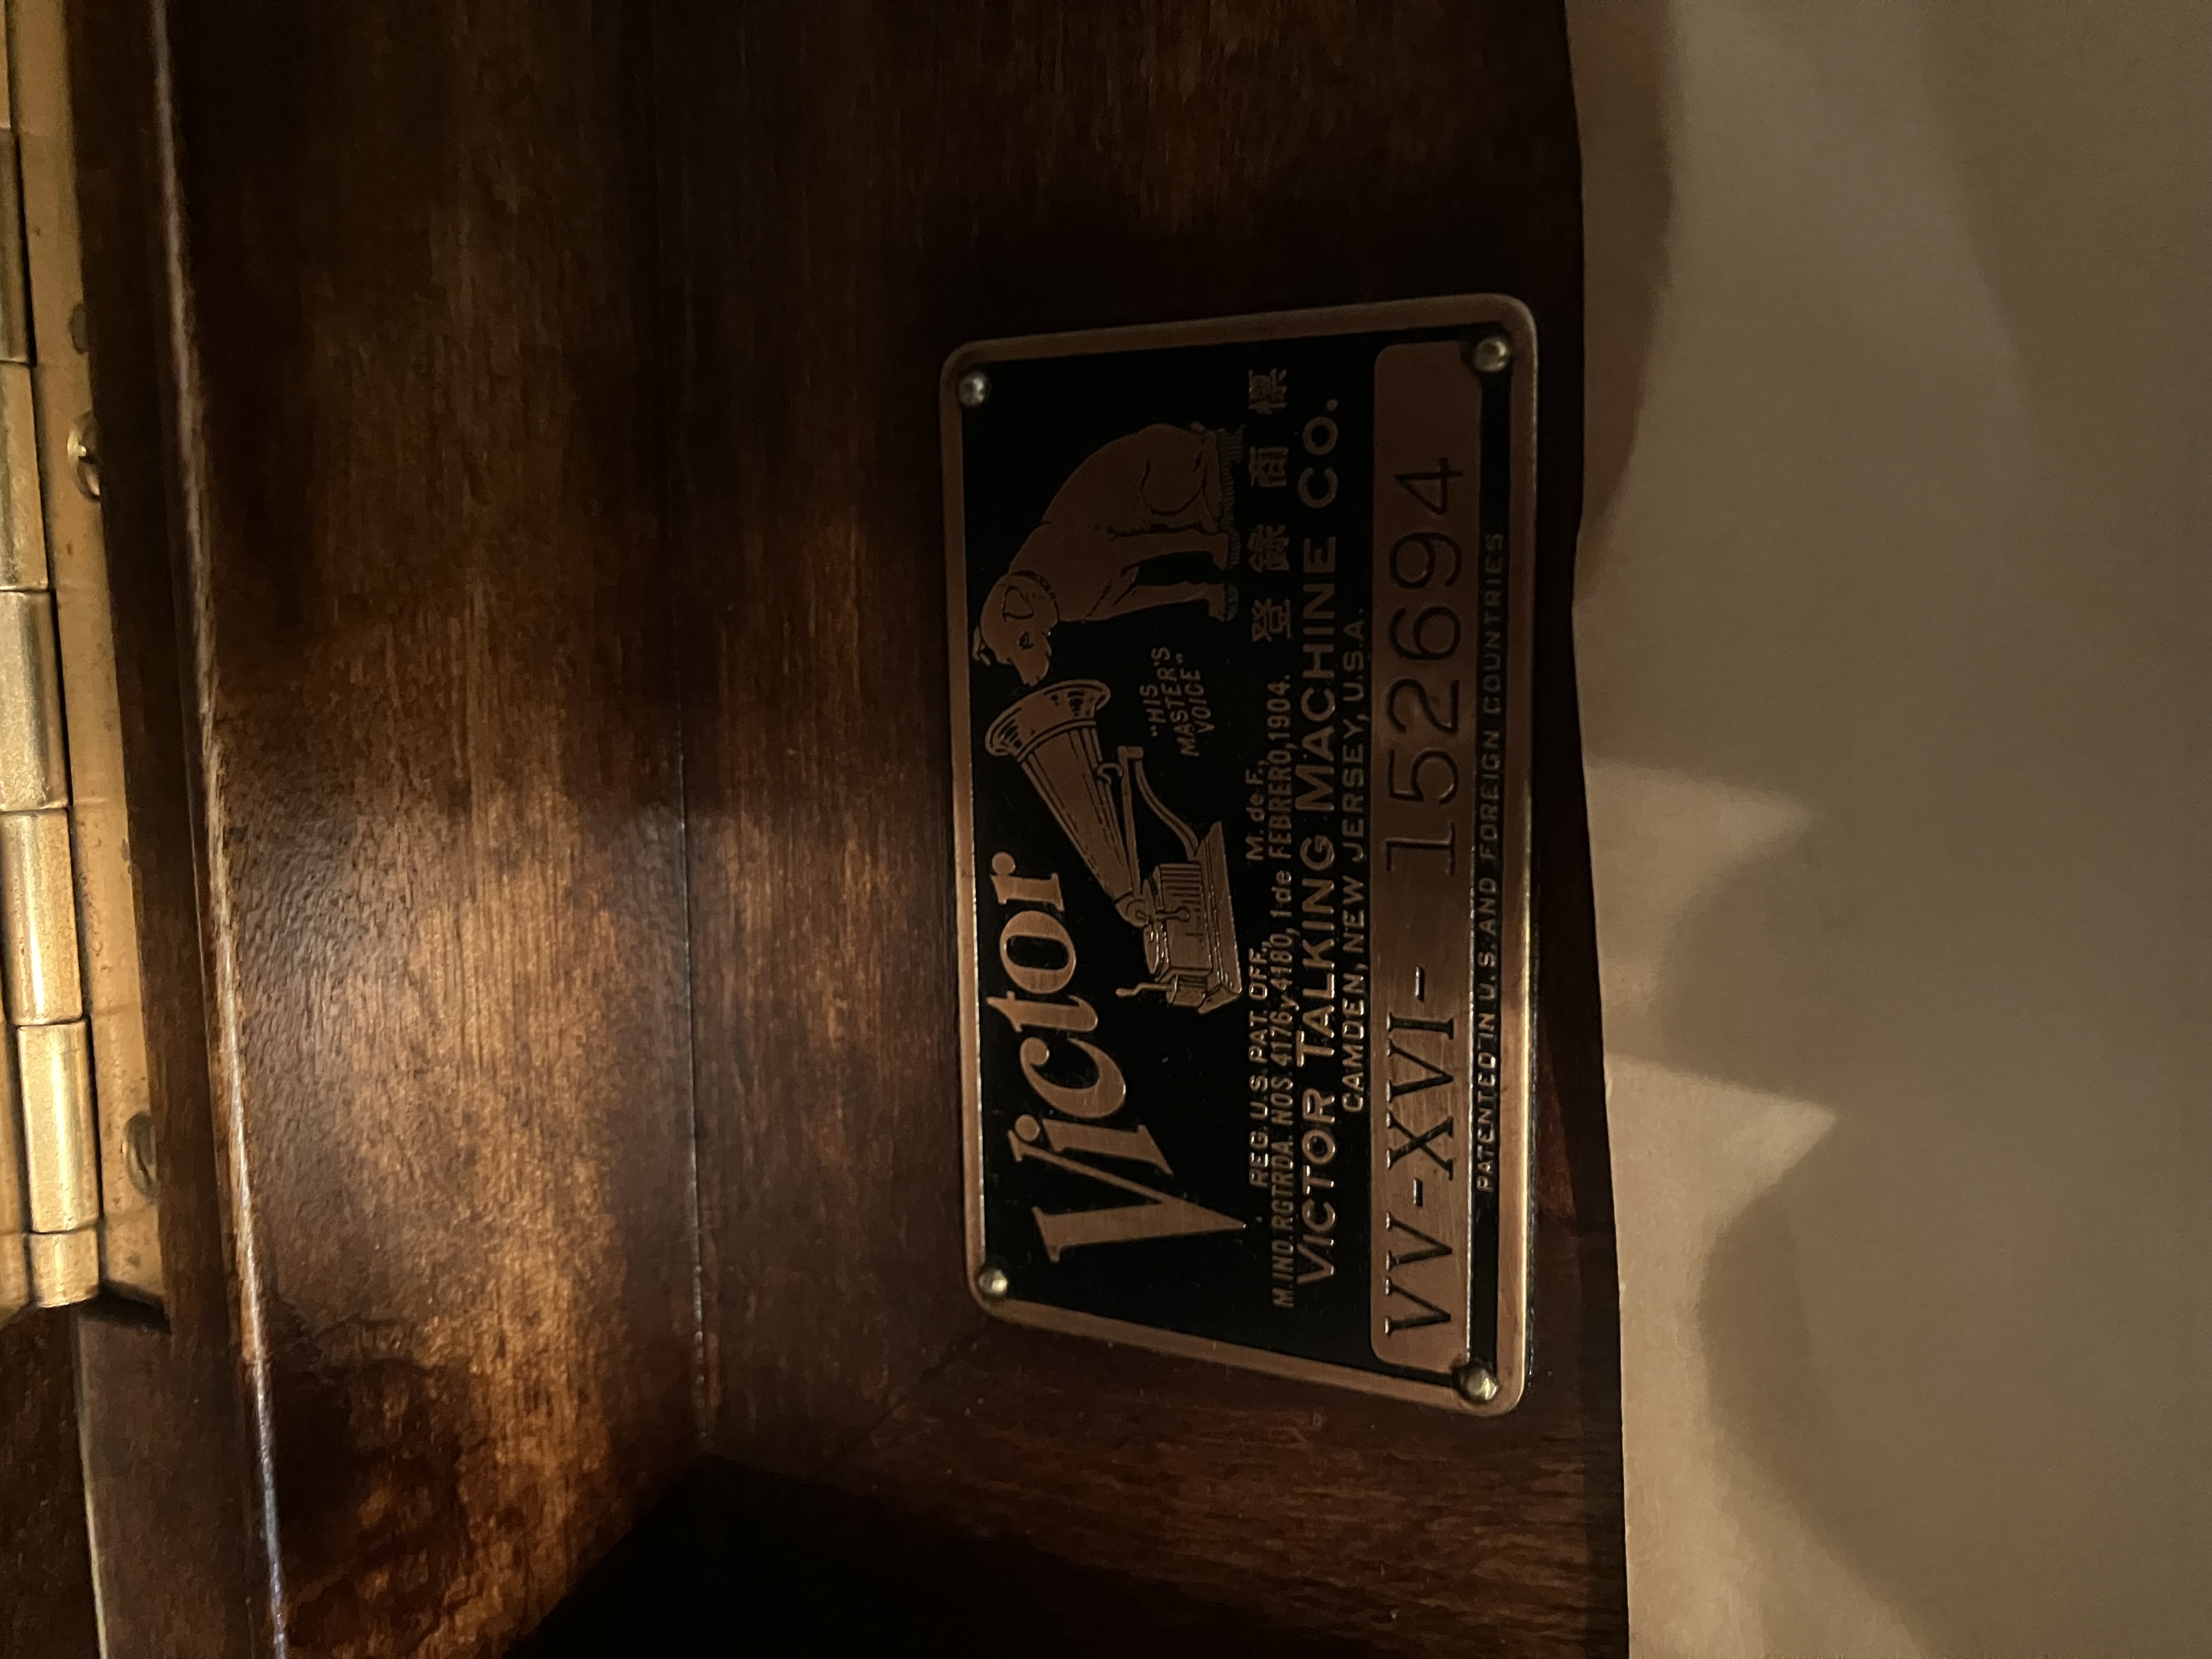 Victor
"HIS
MASTER'S
VOICE"
REG. U.S. PAT. OFF., M. de F.,
M.IND.RGTRDA. NOS. 4176 y 4180, 1 de FEBRERO, 1904. 登錄商標
VICTOR TALKING MACHINE CO.
CAMDEN, NEW JERSEY, U.S.A.
VV-XVI- 152694
PATENTED IN U.S. AND FOREIGN COUNTRIES